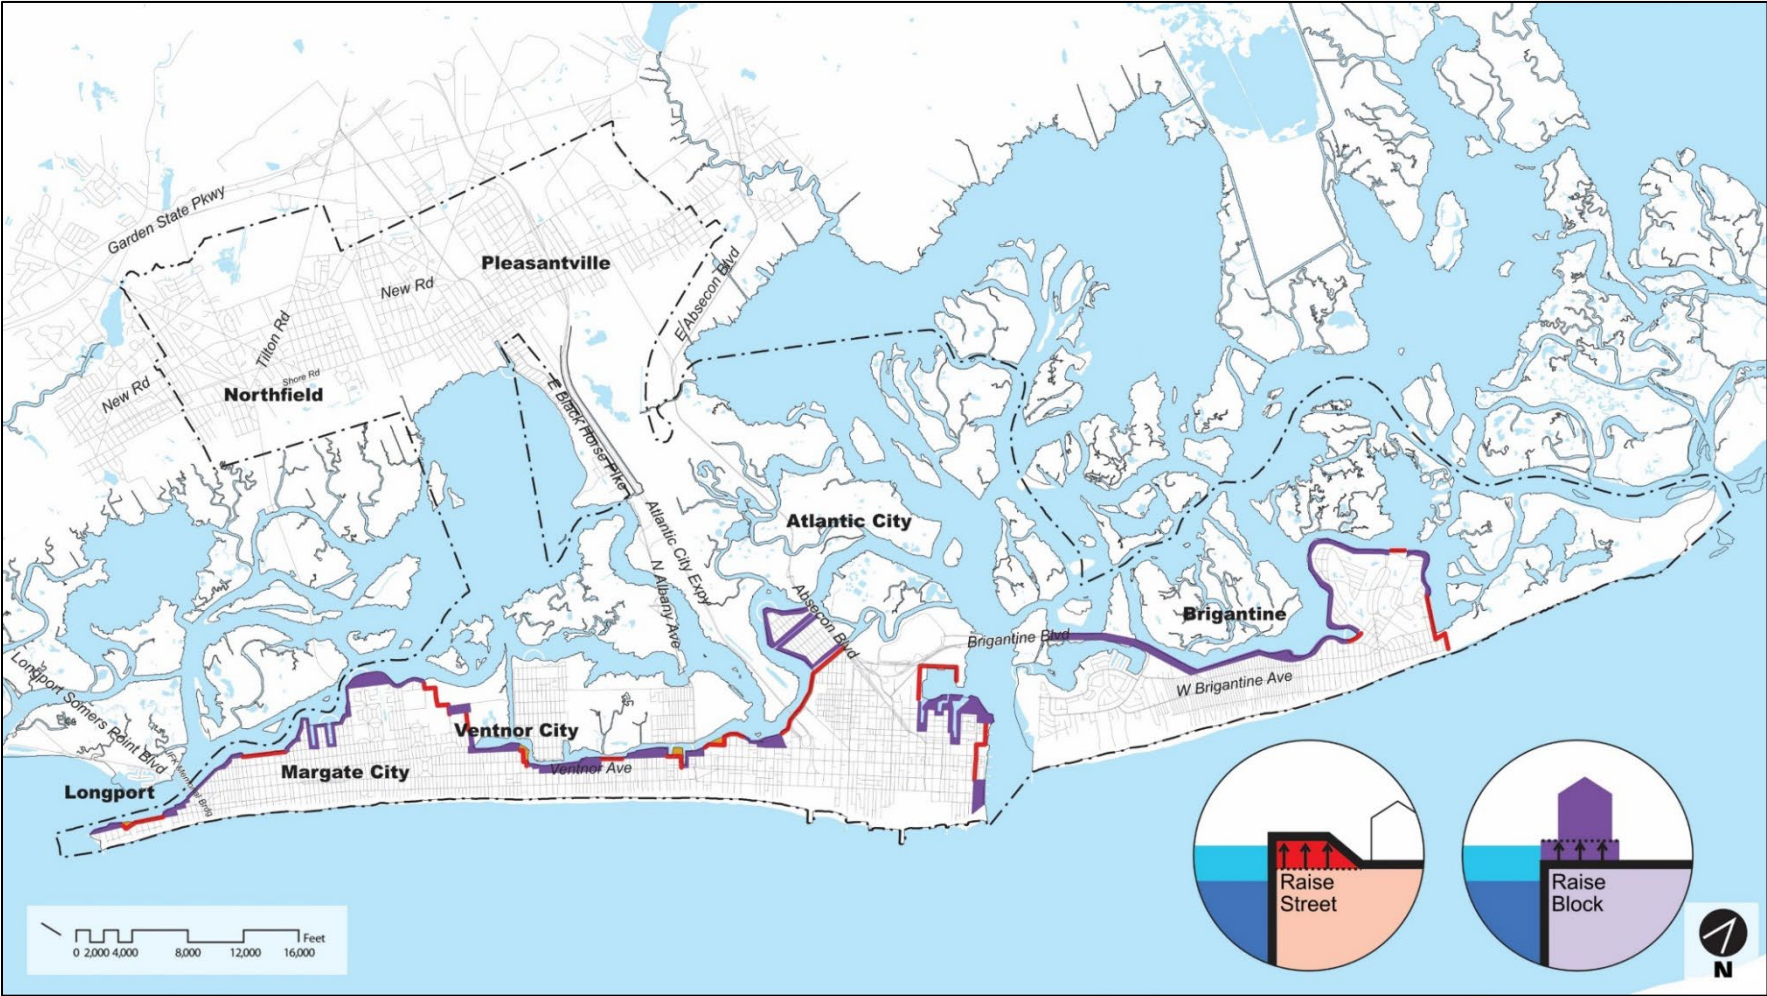 Garden State Pkwy
Pleasantville
New Rd
E Absecon Blvd
Tilton Rd
Shore Rd
New Rd
Northfield
E Black Horse Pike
Atlantic City Expy
Atlantic City
N Albany Ave
Absecon Blvd
Brigantine
Brigantine Blvd
W Brigantine Ave
Longport Somers Point Blvd
Ventnor City
Ventnor Ave
Margate City
Longport
Raise
Street
Raise
Block
Feet
0 2,000 4,000 8,000 12,000 16,000
N